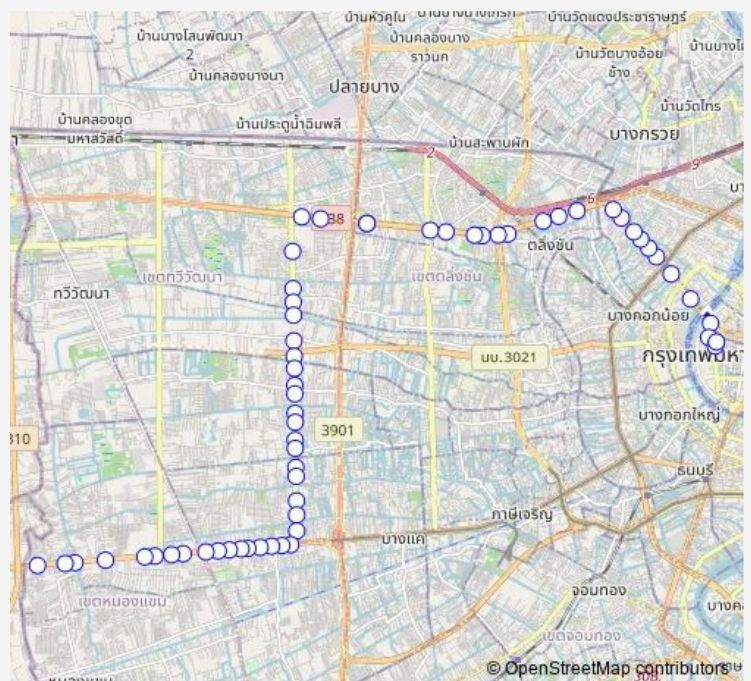 บ้านหัวคูใน
บ้านวัดแดงประชาราษฎร์
บ้านบางโสนพัฒนา
2
บ้านคลองบาง
ราวนก
บ้านวัดบางอ้อย
ช้าง
บ้านคลองบางนา
ปลายบาง
บ้านคลองขุด
มหาสวัสดิ์
บ้านประตูน้ำฉิมพลี
บ้านวัดไทร
บางกรวย
บ้านสะพานผัก
2
9
6
ตลิ่งชัน
เขตทวีวัฒนา
เขตตลิ่งชัน
ทวีวัฒนา
บางกอกน้อย
นบ.3021
กรุงเทพมหา
บางกอกใหญ่
3901
310
ธนบุรี
ภาษีเจริญ
บางแค
จอมทอง
เขตหนองแขม
เขตจอมทอง
© OpenStreetMap contributors